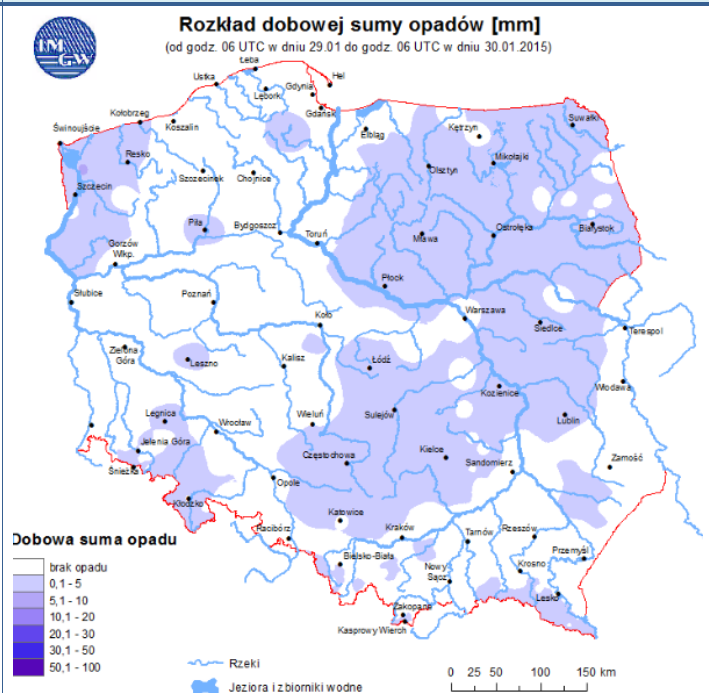 Rozkład dobowej sumy opadów [mm]
(od godz. 06 UTC w dniu 29.01 do godz. 06 UTC w dniu 30.01.2015)
IM
GW
Łeba
Hel
Ustka
Lębork
Gdynia
Gdańsk
Kołobrzeg
Koszalin
Świnoujście
Elbląg
Kętrzyn
Suwałki
Resko
Szczecinek
Chojnice
Olsztyn
Mikołajki
Szczecin
Piła
Bydgoszcz
Toruń
Mława
Ostrołęka
Białystok
Gorzów
Wlkp.
Płock
Słubice
Poznań
Koło
Warszawa
Siedlce
Terespol
Zielona
Góra
Leszno
Kalisz
Łódź
Kozienice
Włodawa
Legnica
Wrocław
Wieluń
Sulejów
Lublin
Jelenia Góra
Śnieżka
Częstochowa
Kielce
Sandomierz
Zamość
Opole
Kłodzko
Katowice
Racibórz
Kraków
Tarnów
Rzeszów
Przemyśl
Bielsko-Biała
Nowy
Sącz
Krosno
Lesko
Zakopane
Kasprowy Wierch
Dobowa suma opadu
brak opadu
0,1 - 5
5,1 - 10
10,1 - 20
20,1 - 30
30,1 - 50
50,1 - 100
Rzeki
Jeziora i zbiorniki wodne
0 25 50 100 150 km